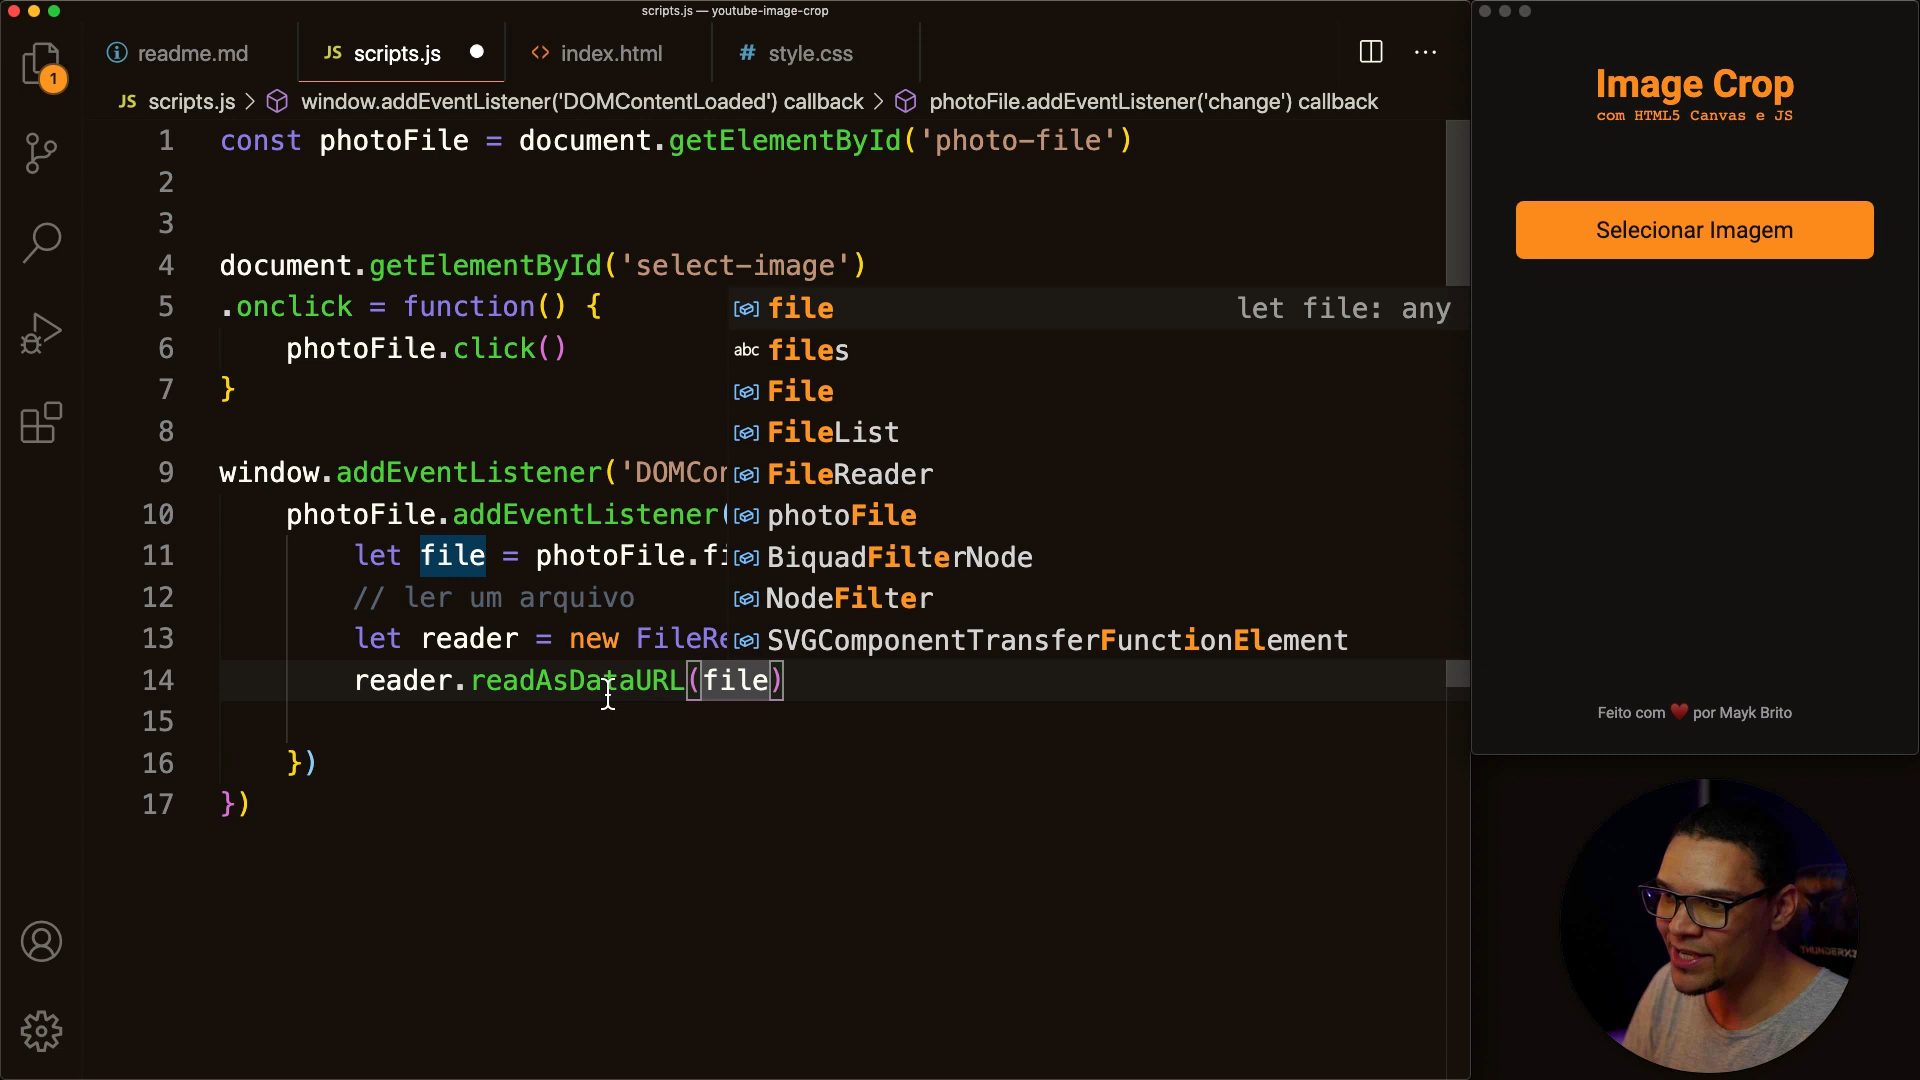 scripts.js — youtube-image-crop
readme.md
JS scripts.js
<> index.html
# style.css
1
JS scripts.js > window.addEventListener('DOMContentLoaded') callback > photoFile.addEventListener('change') callback
1 const photoFile = document.getElementById('photo-file')
2
3
4 document.getElementById('select-image')
5 .onclick = function() {
6 photoFile.click()
7 }
8
9 window.addEventListener('DOMCon
10 photoFile.addEventListener(
11 let file = photoFile.fi
12 // ler um arquivo
13 let reader = new FileRe
14 reader.readAsDataURL(file)
15
16 })
17 })
file let file: any
abc files
File
FileList
FileReader
photoFile
BiquadFilterNode
NodeFilter
SVGComponentTransferFunctionElement
Image Crop
com HTML5 Canvas e JS
Selecionar Imagem
Feito com ❤️ por Mayk Brito